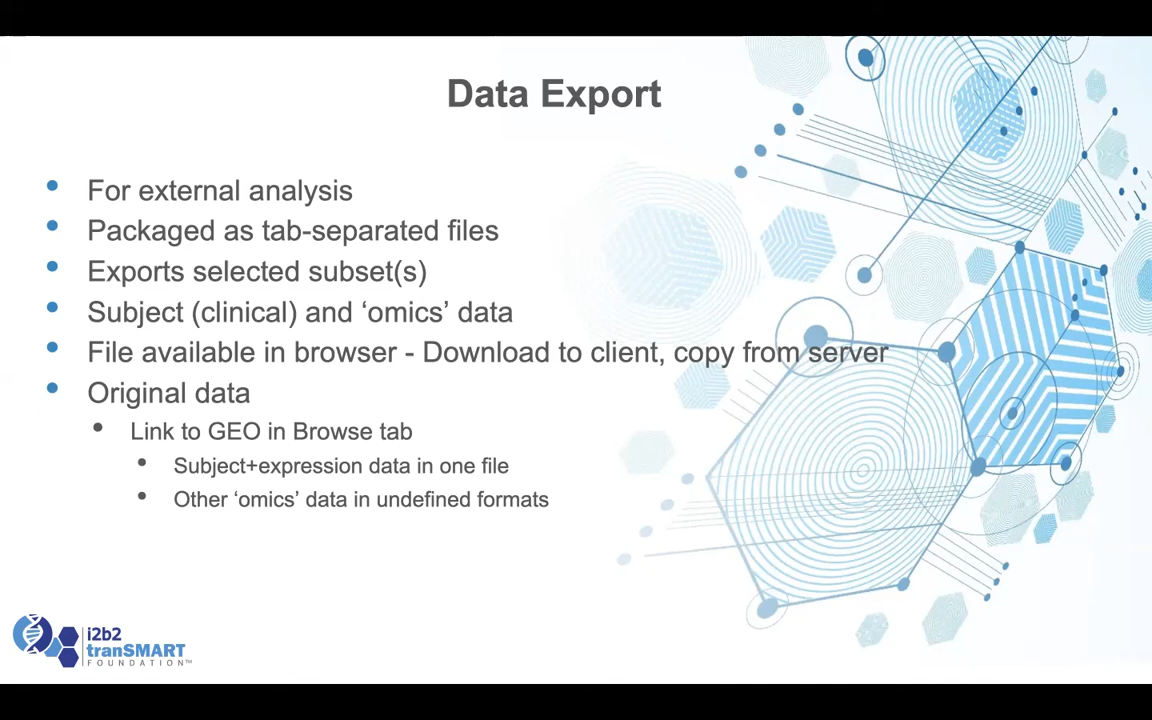 Data Export
• For external analysis
• Packaged as tab-separated files
• Exports selected subset(s)
• Subject (clinical) and ‘omics’ data
• File available in browser - Download to client, copy from server
• Original data
• Link to GEO in Browse tab
• Subject+expression data in one file
• Other ‘omics’ data in undefined formats
i2b2
tranSMART
FOUNDATION™